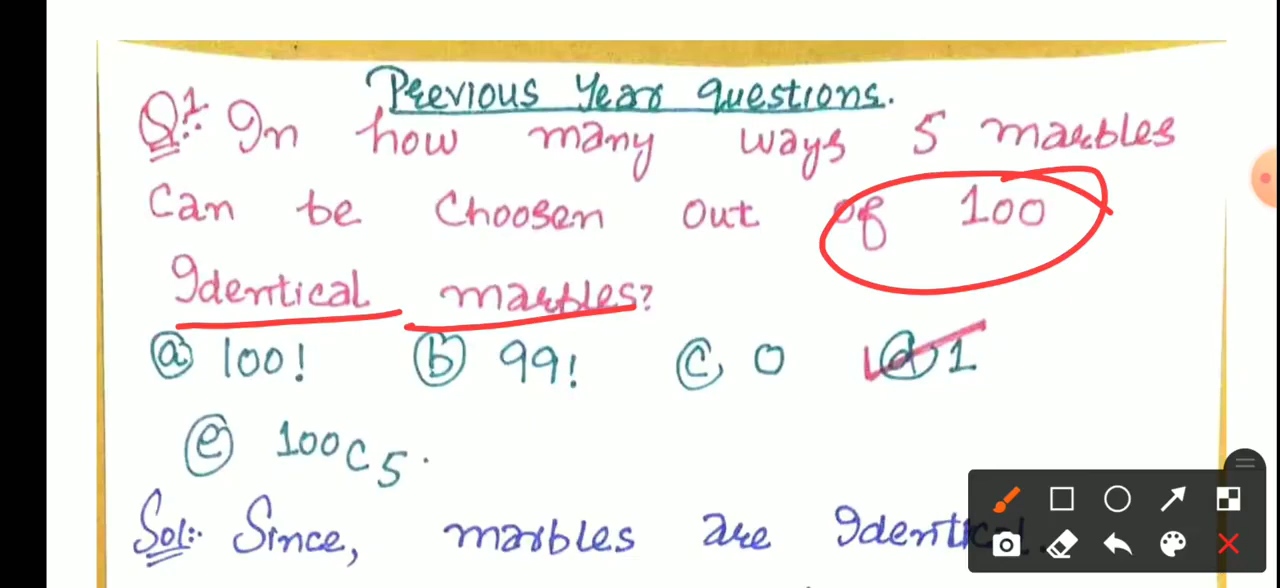 Previous Year questions.
Q.1 In how many ways 5 marbles
Can be Choosen out of 100
Identical marbles?
(a) 100! (b) 99! (c) 0 (d) 1
(e) 100C5.
Sol:- Since, marbles are Identical.